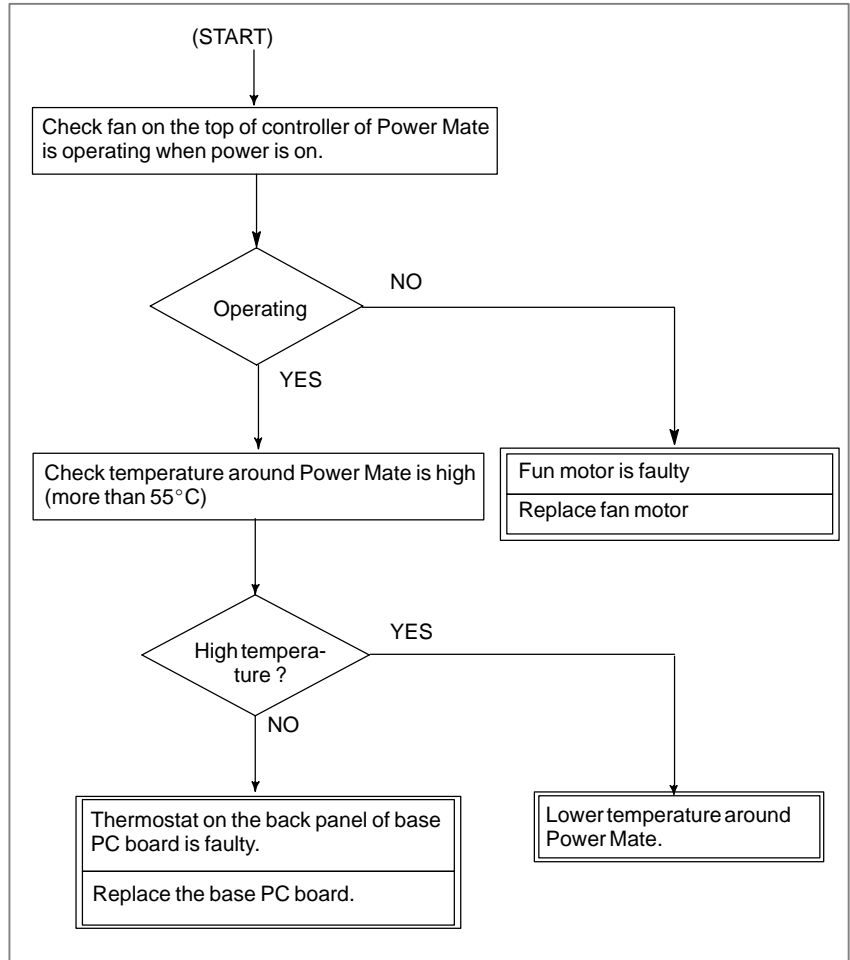 (START)
Check fan on the top of controller of Power Mate
is operating when power is on.
Operating
NO
YES
Check temperature around Power Mate is high
(more than 55°C)
Fun motor is faulty
Replace fan motor
High tempera-
ture ?
YES
NO
Thermostat on the back panel of base
PC board is faulty.
Replace the base PC board.
Lower temperature around
Power Mate.